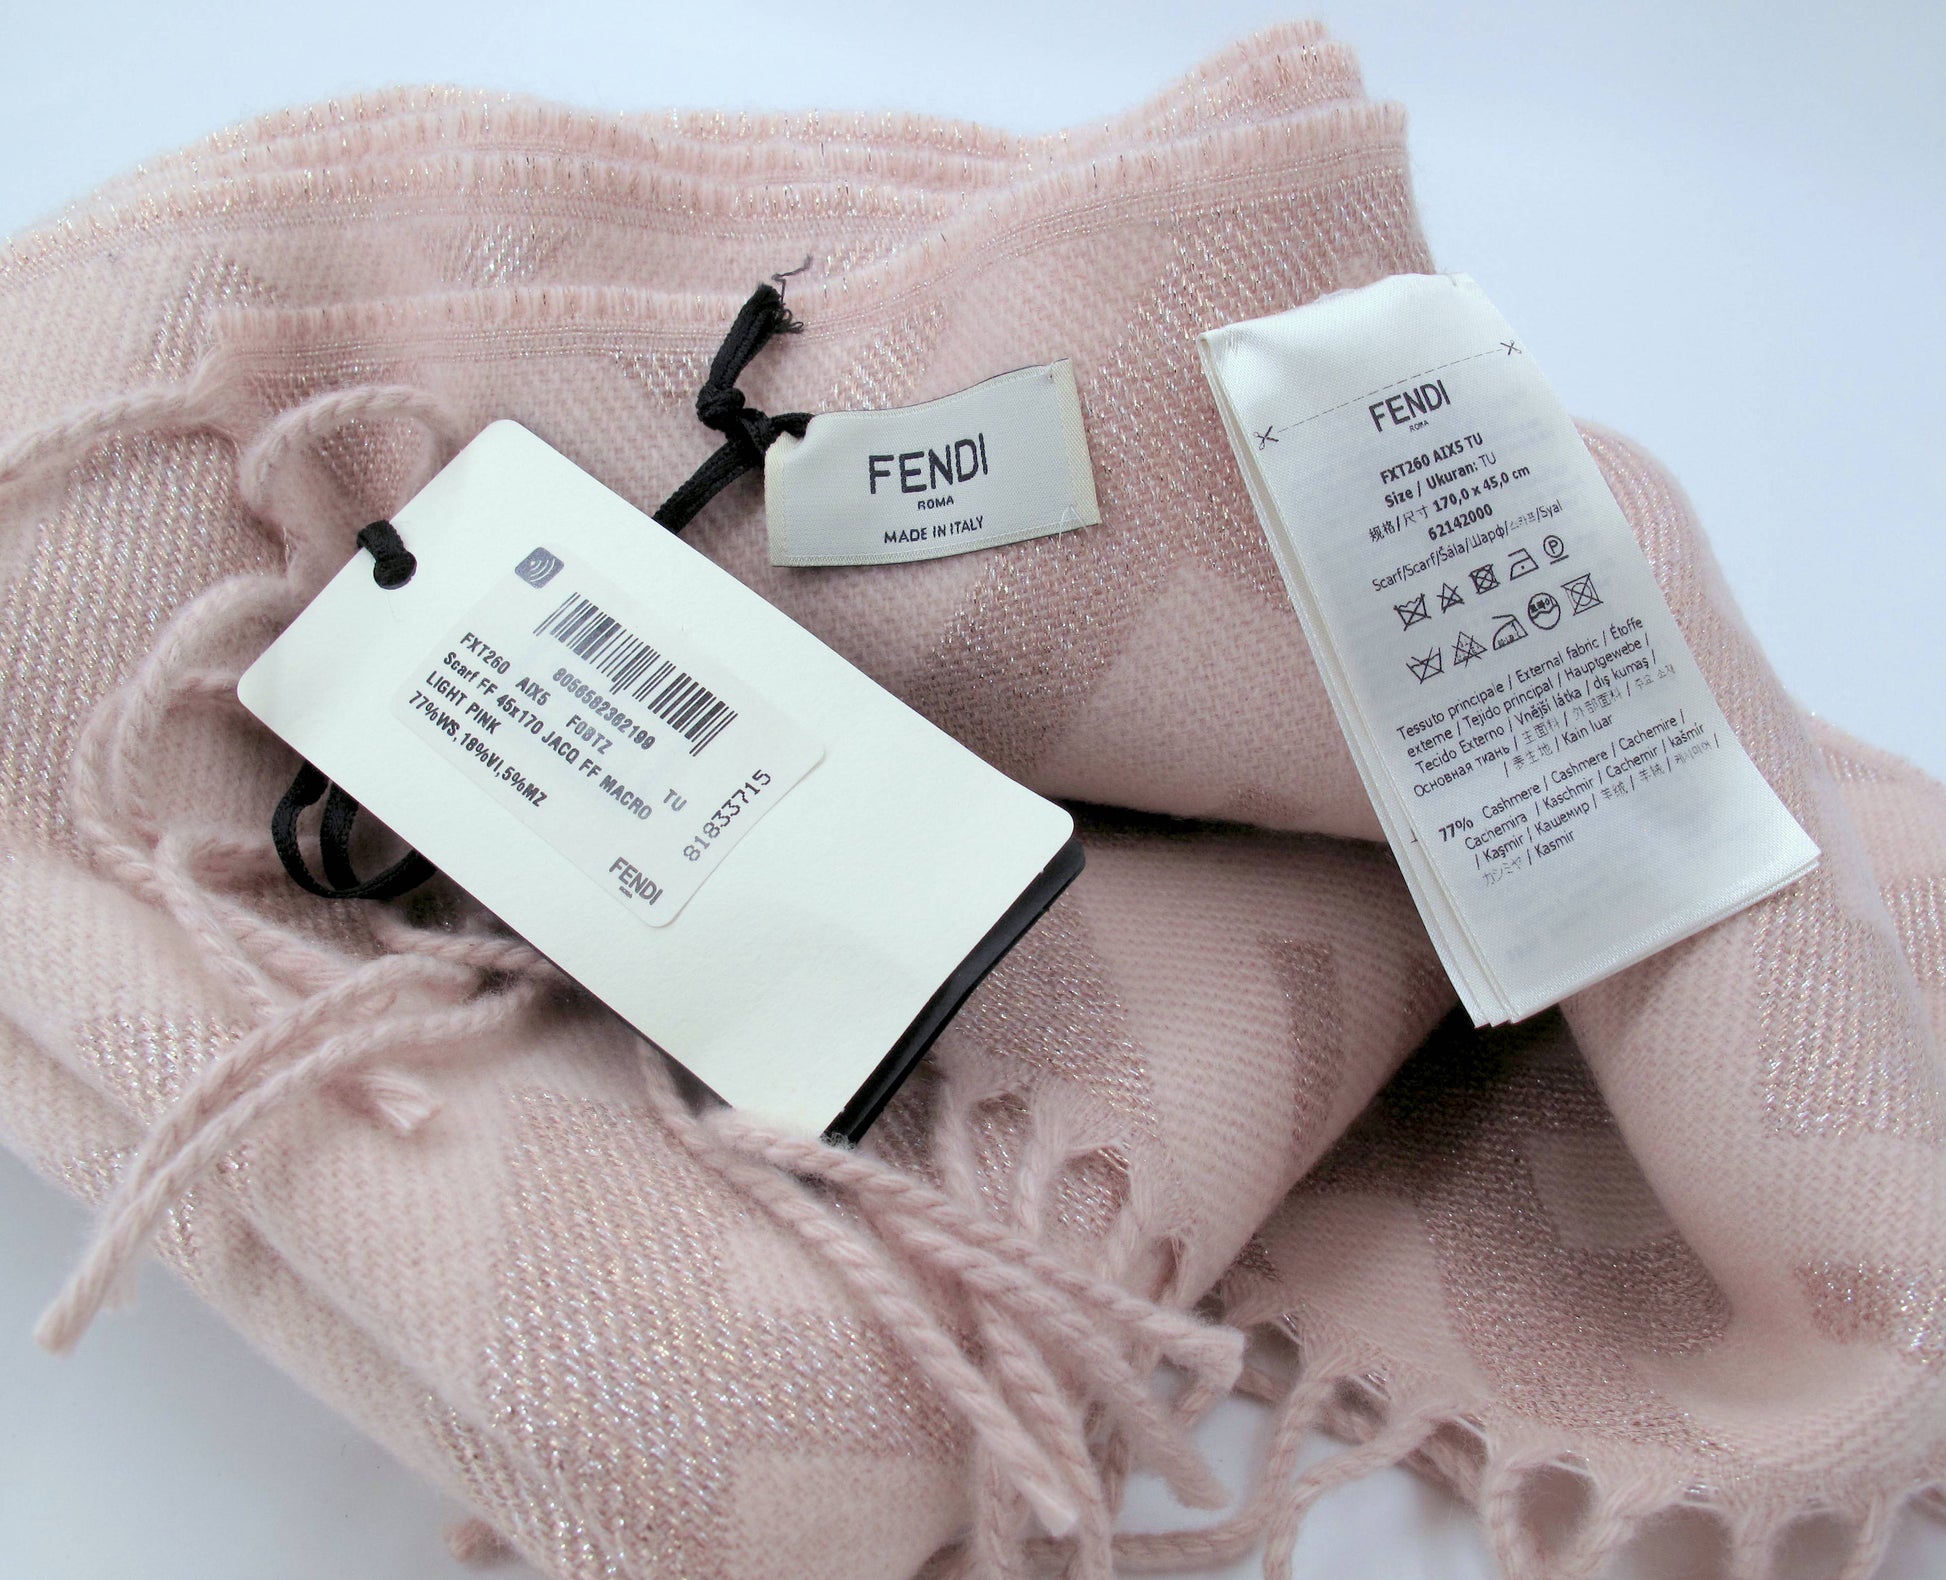 FENDI
ROMA
MADE IN ITALY
8056582362199
FXT260 AIX5 F0BTZ TU
Scarf FF 45x170 JACQ FF MACRO
LIGHT PINK
77%WS,18%VI,5%MZ
81833715
FENDI
FENDI
ROMA
FXT260 AIX5 TU
Size / Ukuran: TU
规格/尺寸 170,0 x 45,0 cm
62142000
Scarf/Scarf/Šála/Шарф/스카프/Syal
Tessuto principale / External fabric / Étoffe
externe / Tejido principal / Hauptgewebe /
Tecido Externo / Vnější látka / dış kumaş /
Основная ткань / 主面料 / 外部面料 / 주요 소재
/ 表生地 / Kain luar
77% Cashmere / Cashmere / Cachemire /
Cachemira / Kaschmir / Cachemir / kašmír
/ Kaşmir / Кашемир / 羊绒 / 羊絨 / 캐시미어 /
カシミヤ / Kasmir